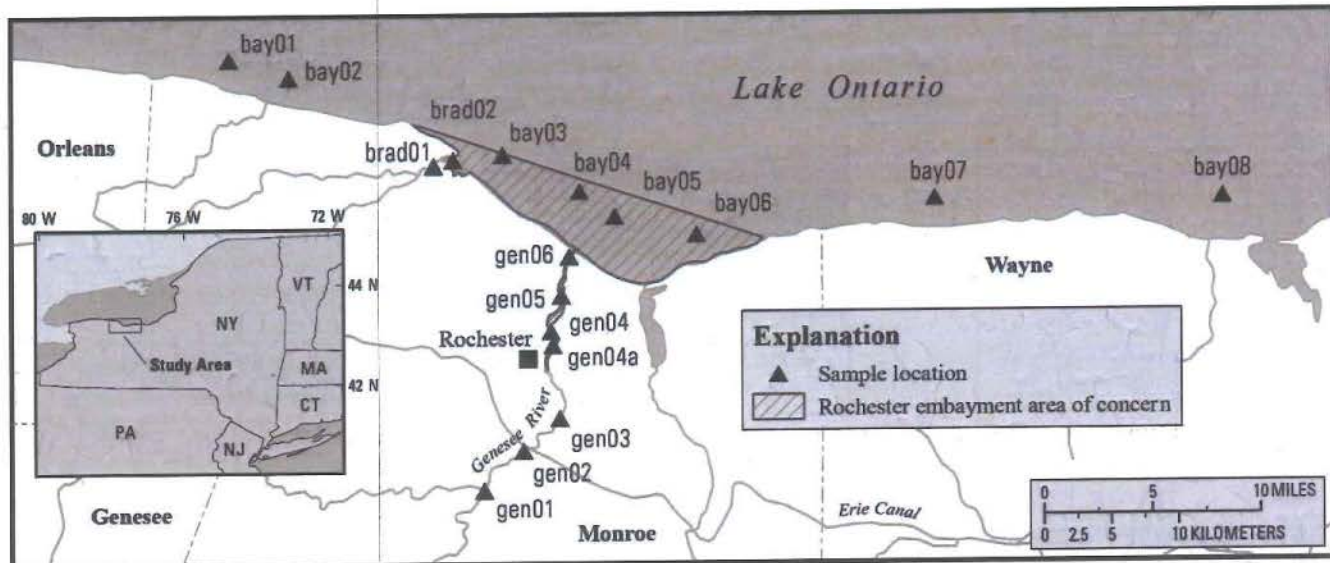 bay01
bay02
Lake Ontario
brad02
bay03
Orleans
brad01
bay04
bay07
bay08
bay05
bay06
80 W
76 W
72 W
gen06
Wayne
VT
44 N
gen05
NY
gen04
Explanation
Rochester
gen04a
Sample location
Study Area
MA
42 N
Rochester embayment area of concern
CT
PA
Genesee River
gen03
NJ
gen02
0 5 10 MILES
gen01
Genesee
Erie Canal
Monroe
0 2.5 5 10 KILOMETERS